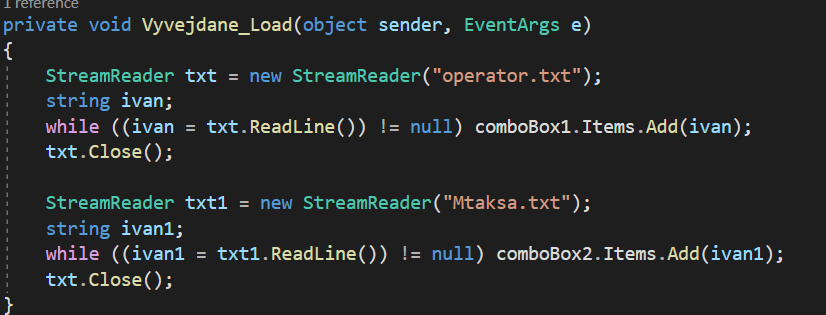 1 reference
private void Vyvejdane_Load(object sender, EventArgs e)
{
StreamReader txt = new StreamReader("operator.txt");
string ivan;
while ((ivan = txt.ReadLine()) != null) comboBox1.Items.Add(ivan);
txt.Close();
StreamReader txt1 = new StreamReader("Mtaksa.txt");
string ivan1;
while ((ivan1 = txt1.ReadLine()) != null) comboBox2.Items.Add(ivan1);
txt.Close();
}